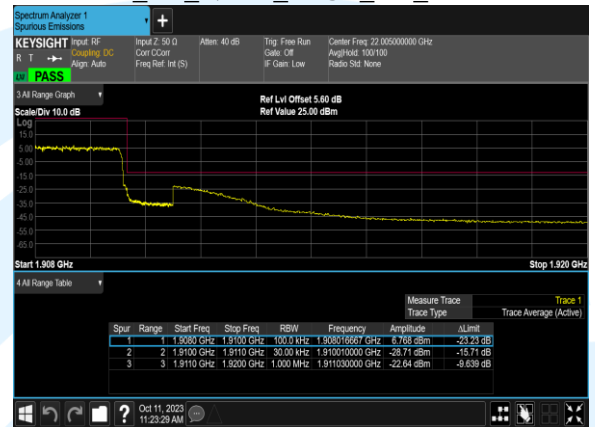 Spectrum Analyzer 1
Spurious Emissions
KEYSIGHT
R T
LV PASS
Input: RF
Coupling: DC
Align: Auto
Input Z: 50 Ω
Corr CCorr
Freq Ref: Int (S)
Atten: 40 dB
Trig: Free Run
Gate: Off
IF Gain: Low
Center Freq: 22.005000000 GHz
Avg|Hold: 100/100
Radio Std: None
3 All Range Graph
Scale/Div 10.0 dB
Ref Lvl Offset 5.60 dB
Ref Value 25.00 dBm
Log
15.0
5.00
-5.00
-15.0
-25.0
-35.0
-45.0
-55.0
-65.0
Start 1.908 GHz
Stop 1.920 GHz
4 All Range Table
Measure Trace Trace 1
Trace Type Trace Average (Active)
Spur Range Start Freq Stop Freq RBW Frequency Amplitude ΔLimit
1 1 1.9080 GHz 1.9100 GHz 100.0 kHz 1.908016667 GHz 6.768 dBm -23.23 dB
2 2 1.9100 GHz 1.9110 GHz 30.00 kHz 1.910010000 GHz -28.71 dBm -15.71 dB
3 3 1.9110 GHz 1.9200 GHz 1.000 MHz 1.911030000 GHz -22.64 dBm -9.639 dB
?
Oct 11, 2023
11:23:29 AM